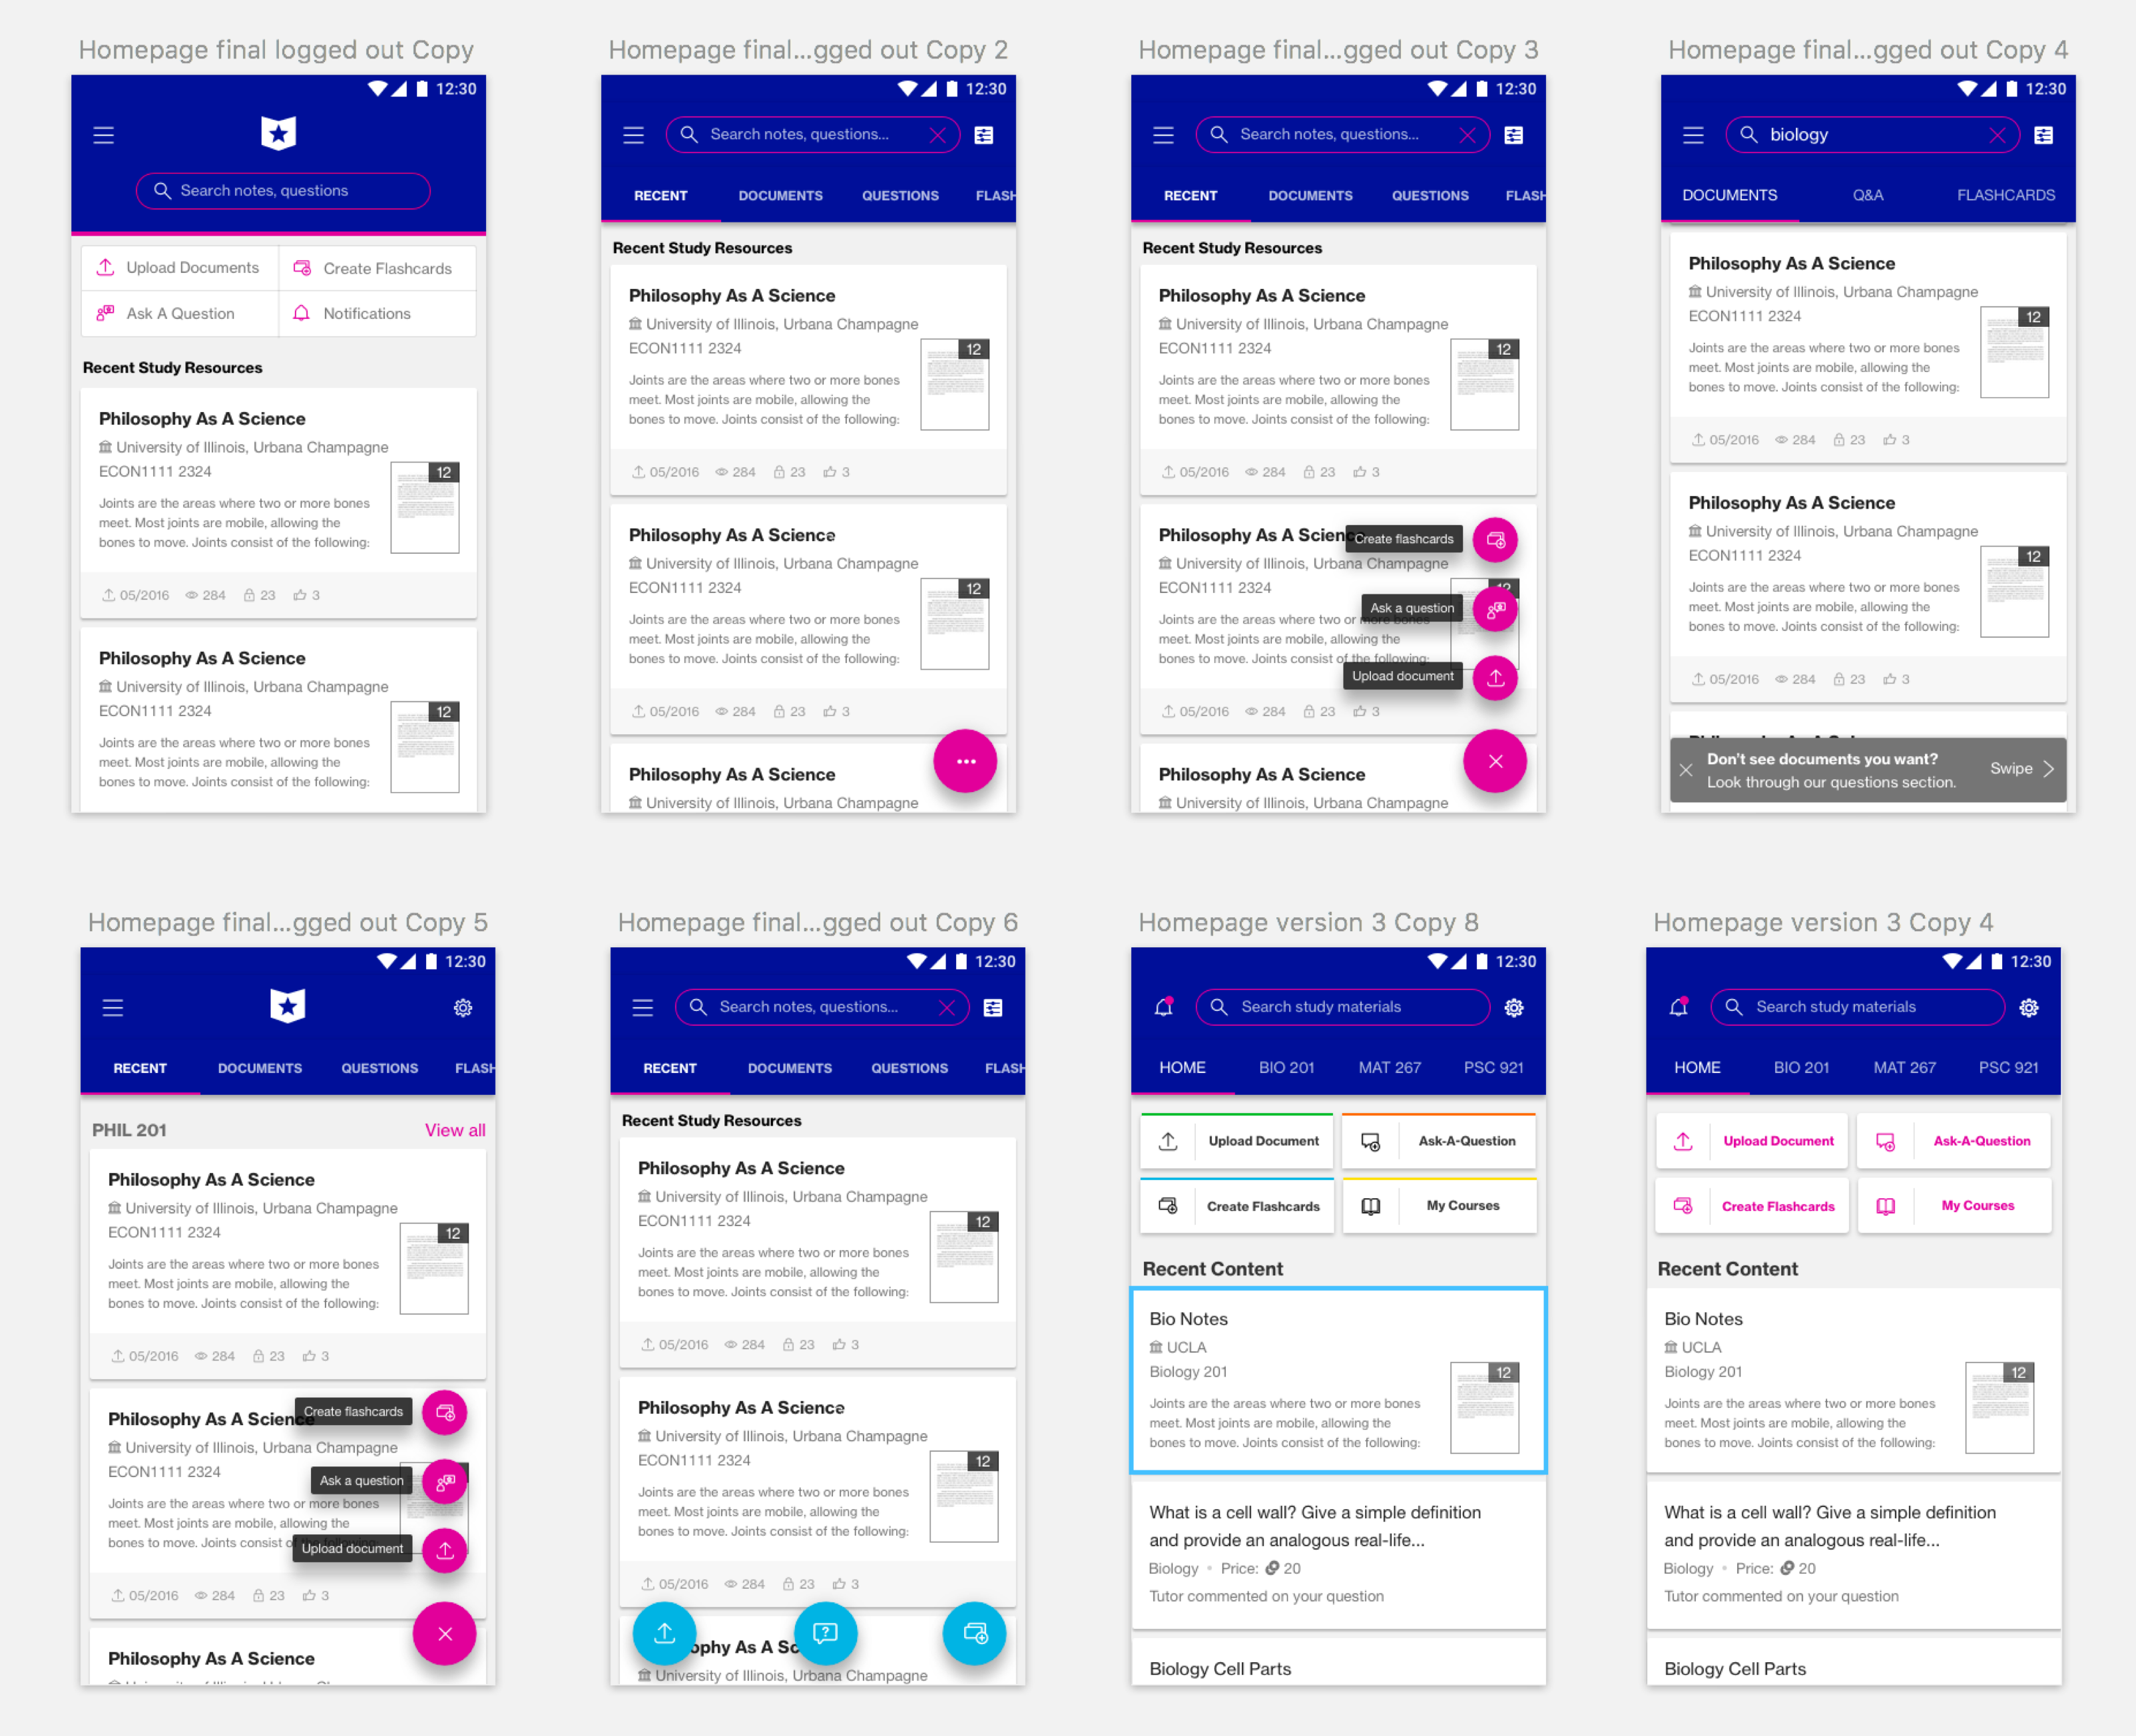 Homepage final logged out Copy
12:30
Search notes, questions
Upload Documents
Create Flashcards
Ask A Question
Notifications
Recent Study Resources
Philosophy As A Science
University of Illinois, Urbana Champagne
ECON1111 2324
12
Joints are the areas where two or more bones
meet. Most joints are mobile, allowing the
bones to move. Joints consist of the following:
05/2016 284 23 3
Philosophy As A Science
University of Illinois, Urbana Champagne
ECON1111 2324
12
Joints are the areas where two or more bones
meet. Most joints are mobile, allowing the
bones to move. Joints consist of the following:
Homepage final...gged out Copy 2
12:30
Search notes, questions...
RECENT DOCUMENTS QUESTIONS FLASH
Recent Study Resources
Philosophy As A Science
University of Illinois, Urbana Champagne
ECON1111 2324
12
Joints are the areas where two or more bones
meet. Most joints are mobile, allowing the
bones to move. Joints consist of the following:
05/2016 284 23 3
Philosophy As A Science
University of Illinois, Urbana Champagne
ECON1111 2324
12
Joints are the areas where two or more bones
meet. Most joints are mobile, allowing the
bones to move. Joints consist of the following:
05/2016 284 23 3
Philosophy As A Science
University of Illinois, Urbana Champagne
Homepage final...gged out Copy 3
12:30
Search notes, questions...
RECENT DOCUMENTS QUESTIONS FLASH
Recent Study Resources
Philosophy As A Science
University of Illinois, Urbana Champagne
ECON1111 2324
12
Joints are the areas where two or more bones
meet. Most joints are mobile, allowing the
bones to move. Joints consist of the following:
05/2016 284 23 3
Philosophy As A Science
Create flashcards
University of Illinois, Urbana Champagne
ECON1111 2324
12
Ask a question
Joints are the areas where two or more bones
meet. Most joints are mobile, allowing the
bones to move. Joints consist of the following:
Upload document
05/2016 284 23 3
Philosophy As A Science
University of Illinois, Urbana Champagne
Homepage final...gged out Copy 4
12:30
biology
DOCUMENTS Q&A FLASHCARDS
Philosophy As A Science
University of Illinois, Urbana Champagne
ECON1111 2324
12
Joints are the areas where two or more bones
meet. Most joints are mobile, allowing the
bones to move. Joints consist of the following:
05/2016 284 23 3
Philosophy As A Science
University of Illinois, Urbana Champagne
ECON1111 2324
12
Joints are the areas where two or more bones
meet. Most joints are mobile, allowing the
bones to move. Joints consist of the following:
05/2016 284 23 3
Don't see documents you want?
Look through our questions section.
Swipe
Homepage final...gged out Copy 5
12:30
RECENT DOCUMENTS QUESTIONS FLASH
PHIL 201
View all
Philosophy As A Science
University of Illinois, Urbana Champagne
ECON1111 2324
12
Joints are the areas where two or more bones
meet. Most joints are mobile, allowing the
bones to move. Joints consist of the following:
05/2016 284 23 3
Philosophy As A Science
Create flashcards
University of Illinois, Urbana Champagne
ECON1111 2324
Ask a question
Joints are the areas where two or more bones
meet. Most joints are mobile, allowing the
bones to move. Joints consist of
Upload document
05/2016 284 23 3
Philosophy As A Science
Homepage final...gged out Copy 6
12:30
Search notes, questions...
RECENT DOCUMENTS QUESTIONS FLASH
Recent Study Resources
Philosophy As A Science
University of Illinois, Urbana Champagne
ECON1111 2324
12
Joints are the areas where two or more bones
meet. Most joints are mobile, allowing the
bones to move. Joints consist of the following:
05/2016 284 23 3
Philosophy As A Science
University of Illinois, Urbana Champagne
ECON1111 2324
12
Joints are the areas where two or more bones
meet. Most joints are mobile, allowing the
bones to move. Joints consist of the following:
05/2016 284 23 3
ophy As A Sc
University of Illinois, Urbana Champagne
Homepage version 3 Copy 8
12:30
Search study materials
HOME BIO 201 MAT 267 PSC 921
Upload Document
Ask-A-Question
Create Flashcards
My Courses
Recent Content
Bio Notes
UCLA
Biology 201
12
Joints are the areas where two or more bones
meet. Most joints are mobile, allowing the
bones to move. Joints consist of the following:
What is a cell wall? Give a simple definition
and provide an analogous real-life...
Biology • Price: 20
Tutor commented on your question
Biology Cell Parts
Homepage version 3 Copy 4
12:30
Search study materials
HOME BIO 201 MAT 267 PSC 921
Upload Document
Ask-A-Question
Create Flashcards
My Courses
Recent Content
Bio Notes
UCLA
Biology 201
12
Joints are the areas where two or more bones
meet. Most joints are mobile, allowing the
bones to move. Joints consist of the following:
What is a cell wall? Give a simple definition
and provide an analogous real-life...
Biology • Price: 20
Tutor commented on your question
Biology Cell Parts